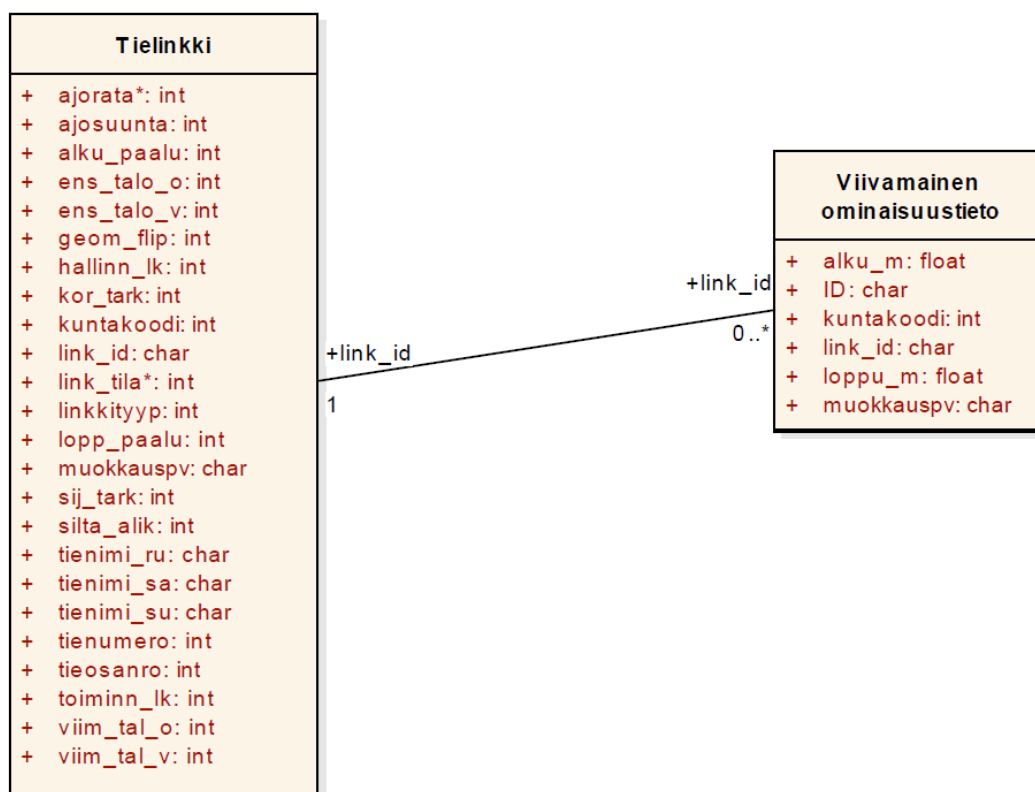 Tielinkki
+ ajorata*: int
+ ajosuunta: int
+ alku_paalu: int
+ ens_talo_o: int
+ ens_talo_v: int
+ geom_flip: int
+ hallinn_lk: int
+ kor_tark: int
+ kuntakoodi: int
+ link_id: char
+ link_tila*: int
+ linkkityyp: int
+ lopp_paalu: int
+ muokkauspv: char
+ sij_tark: int
+ silta_alik: int
+ tienimi_ru: char
+ tienimi_sa: char
+ tienimi_su: char
+ tienumero: int
+ tieosanro: int
+ toiminn_lk: int
+ viim_tal_o: int
+ viim_tal_v: int
+link_id
1
+link_id
0..*
Viivamainen
ominaisuustieto
+ alku_m: float
+ ID: char
+ kuntakoodi: int
+ link_id: char
+ loppu_m: float
+ muokkauspv: char